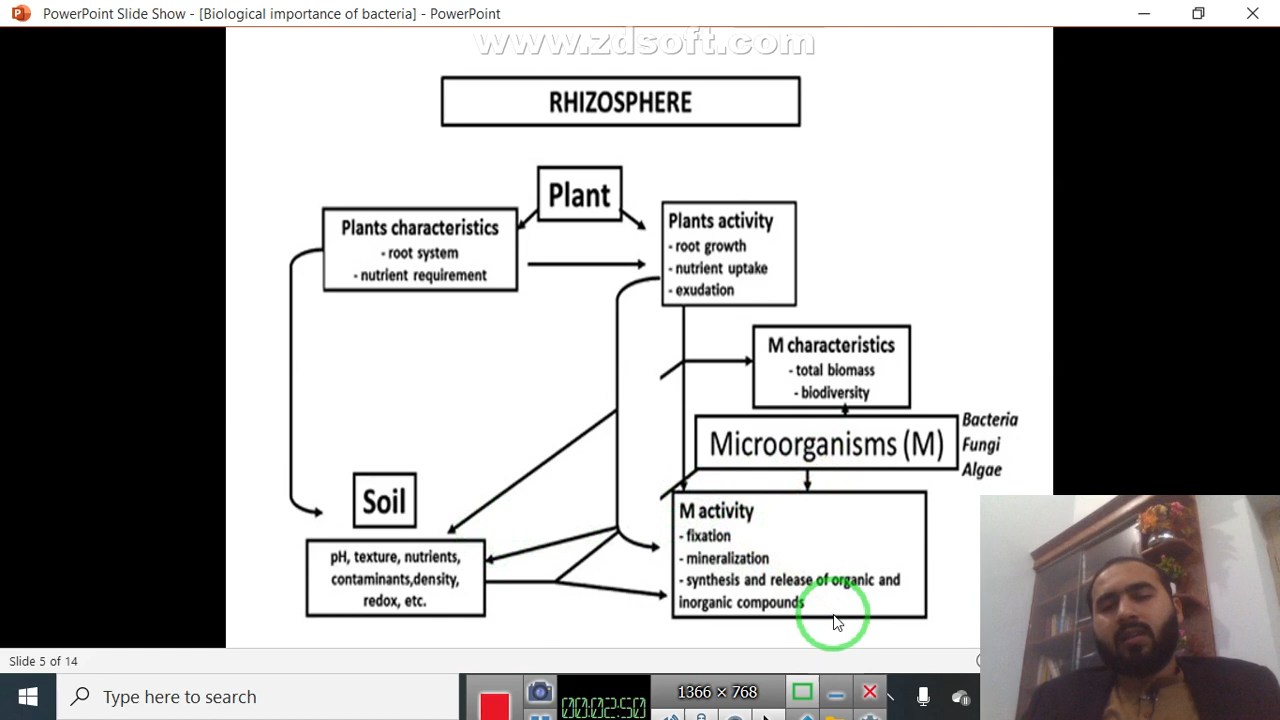 PowerPoint Slide Show - [Biological importance of bacteria] - PowerPoint
www.zdsoft.com
RHIZOSPHERE
Plant
Plants characteristics
- root system
- nutrient requirement
Plants activity
- root growth
- nutrient uptake
- exudation
M characteristics
- total biomass
- biodiversity
Microorganisms (M)
Bacteria
Fungi
Algae
Soil
pH, texture, nutrients,
contaminants,density,
redox, etc.
M activity
- fixation
- mineralization
- synthesis and release of organic and
inorganic compounds
Slide 5 of 14
Type here to search
00:02:50
1366 × 768